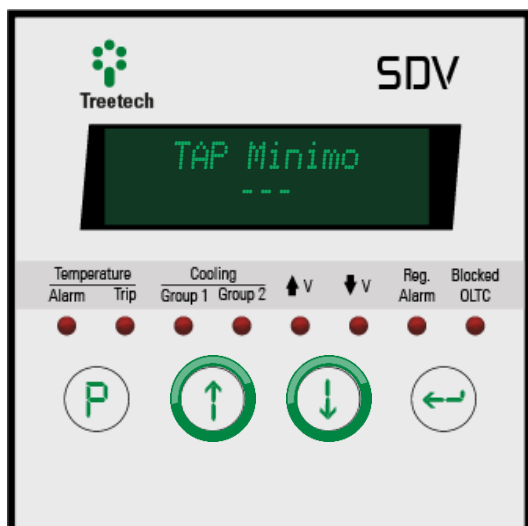 Treetech
SDV
TAP Minimo
---
Temperature
Alarm Trip
Cooling
Group 1 Group 2
V
V
Reg.
Alarm
Blocked
OLTC
P